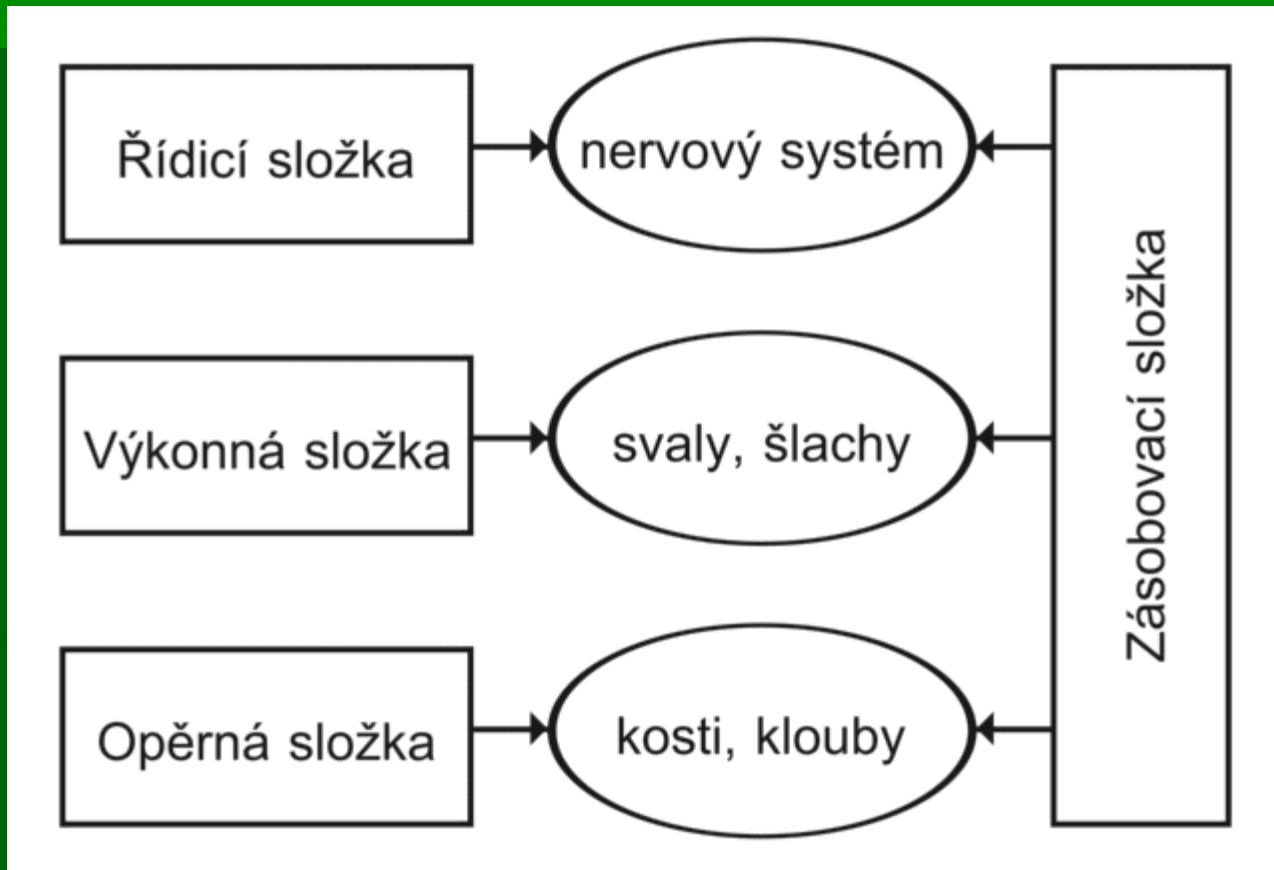 Řídicí složka
nervový systém
Výkonná složka
svaly, šlachy
Opěrná složka
kosti, klouby
Zásobovací složka